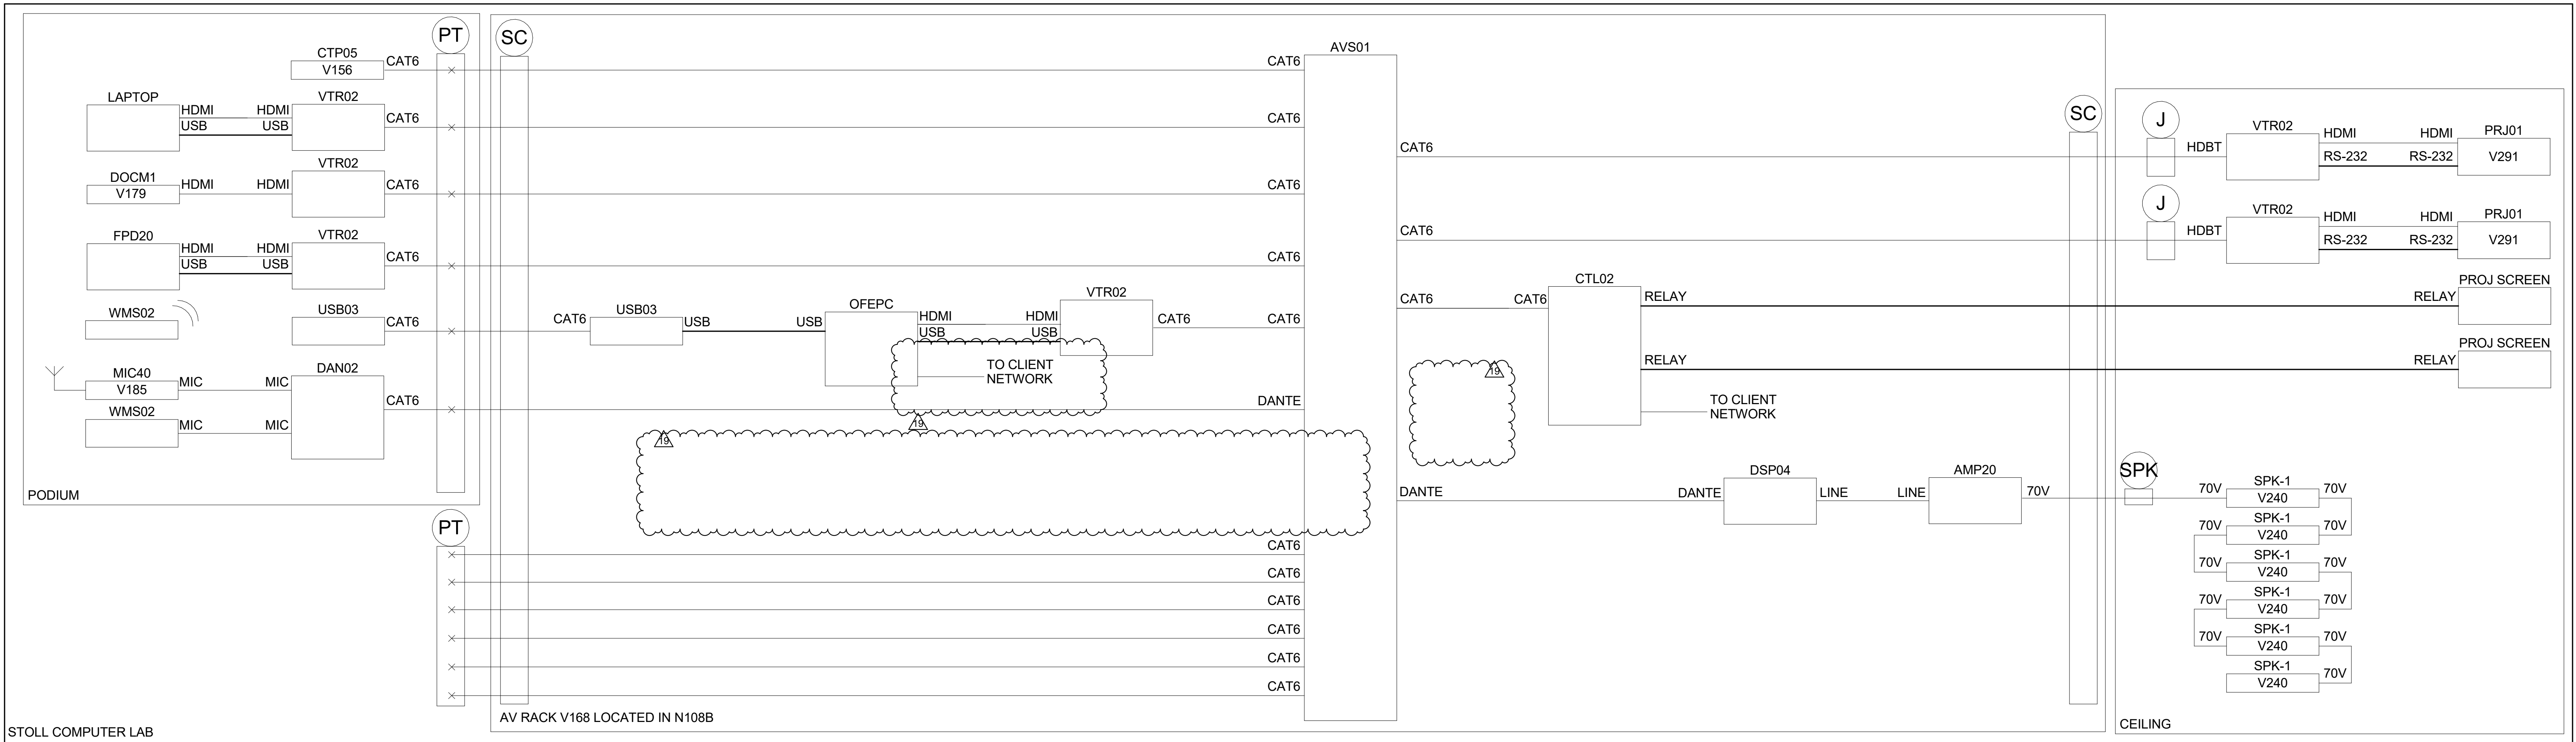 PT
CTP05
V156
CAT6
LAPTOP
HDMI
USB
HDMI
USB
VTR02
CAT6
DOCM1
V179
HDMI
HDMI
VTR02
CAT6
FPD20
HDMI
USB
HDMI
USB
VTR02
CAT6
WMS02
USB03
CAT6
MIC40
V185
MIC
MIC
DAN02
CAT6
WMS02
MIC
MIC
PODIUM
PT
SC
AVS01
CAT6
CAT6
CAT6
CAT6
CAT6
USB03
USB
USB
OFEPC
HDMI
USB
HDMI
USB
VTR02
CAT6
CAT6
TO CLIENT
NETWORK
19
DANTE
19
CAT6
CAT6
CAT6
CAT6
CAT6
CAT6
AV RACK V168 LOCATED IN N108B
CAT6
CAT6
CAT6
CAT6
CTL02
RELAY
RELAY
19
TO CLIENT
NETWORK
DANTE
DANTE
DSP04
LINE
LINE
AMP20
70V
SC
J
HDBT
VTR02
HDMI
RS-232
HDMI
RS-232
PRJ01
V291
J
HDBT
VTR02
HDMI
RS-232
HDMI
RS-232
PRJ01
V291
PROJ SCREEN
RELAY
PROJ SCREEN
RELAY
SPK
70V
SPK-1
V240
70V
70V
SPK-1
V240
70V
70V
SPK-1
V240
70V
70V
SPK-1
V240
70V
70V
SPK-1
V240
70V
SPK-1
V240
70V
CEILING
STOLL COMPUTER LAB